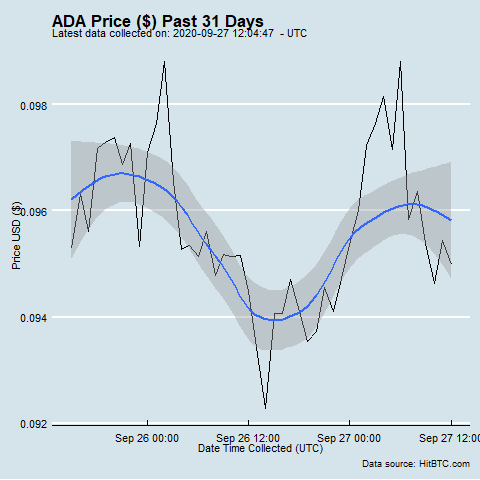 ADA Price ($) Past 31 Days
Latest data collected on: 2020-09-27 12:04:47 - UTC
0.098
0.096
0.094
0.092
Price USD ($)
Sep 26 00:00
Sep 26 12:00
Sep 27 00:00
Sep 27 12:00
Date Time Collected (UTC)
Data source: HitBTC.com